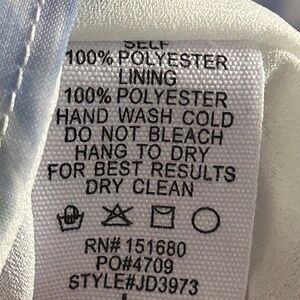 SELF
100% POLYESTER
LINING
100% POLYESTER
HAND WASH COLD
DO NOT BLEACH
HANG TO DRY
FOR BEST RESULTS
DRY CLEAN
RN# 151680
PO#4709
STYLE#JD3973